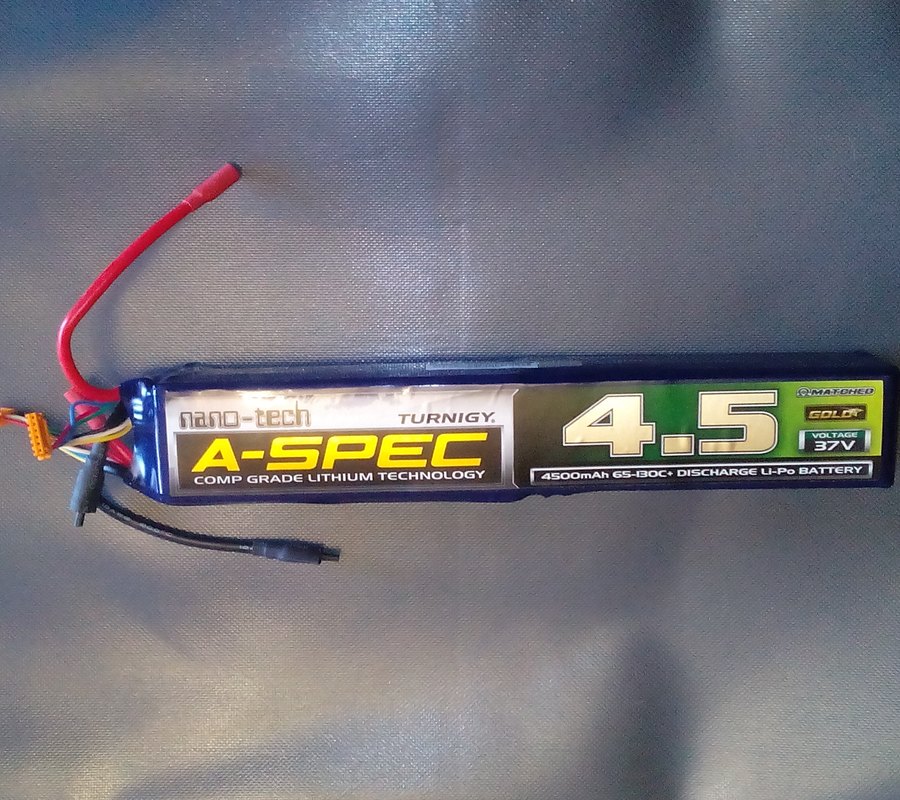 nano-tech
TURNIGY®
A-SPEC
COMP GRADE LITHIUM TECHNOLOGY
4.5
4500mAh 65-130C+ DISCHARGE Li-Po BATTERY
MATCHED
GOLD
VOLTAGE
37V